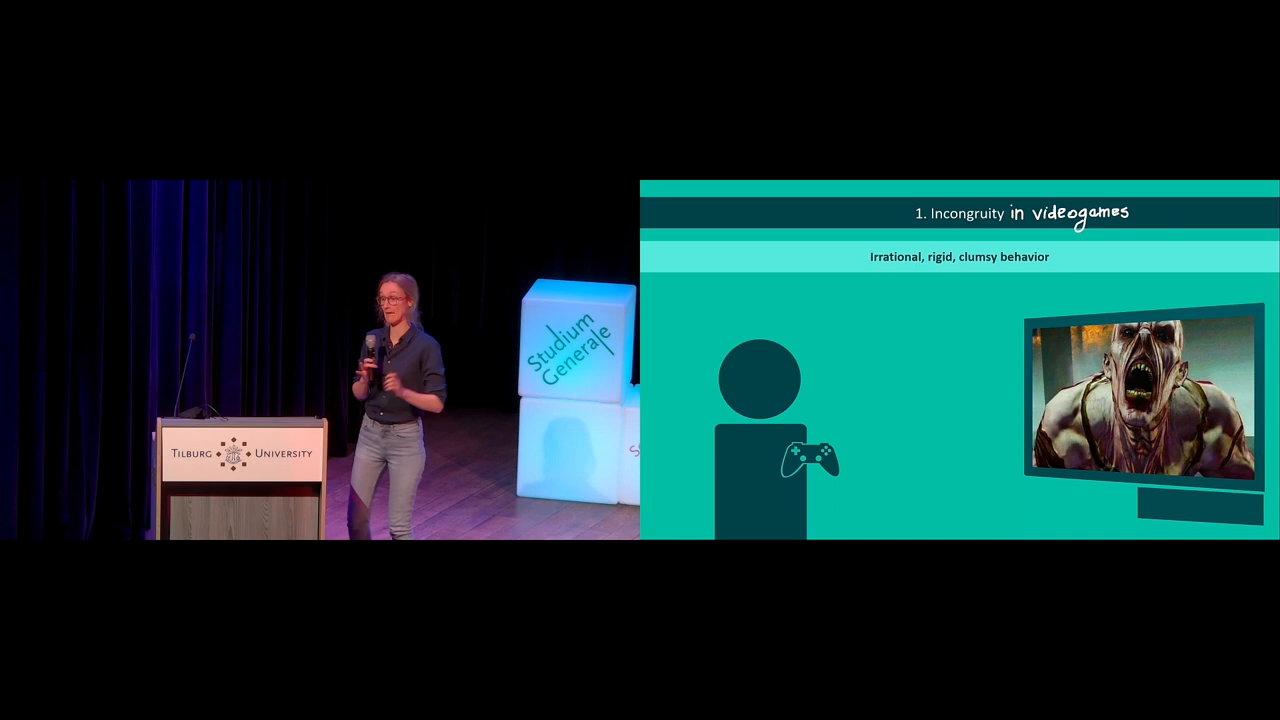 Studium
Generale
TILBURG UNIVERSITY
1. Incongruity in videogames
Irrational, rigid, clumsy behavior